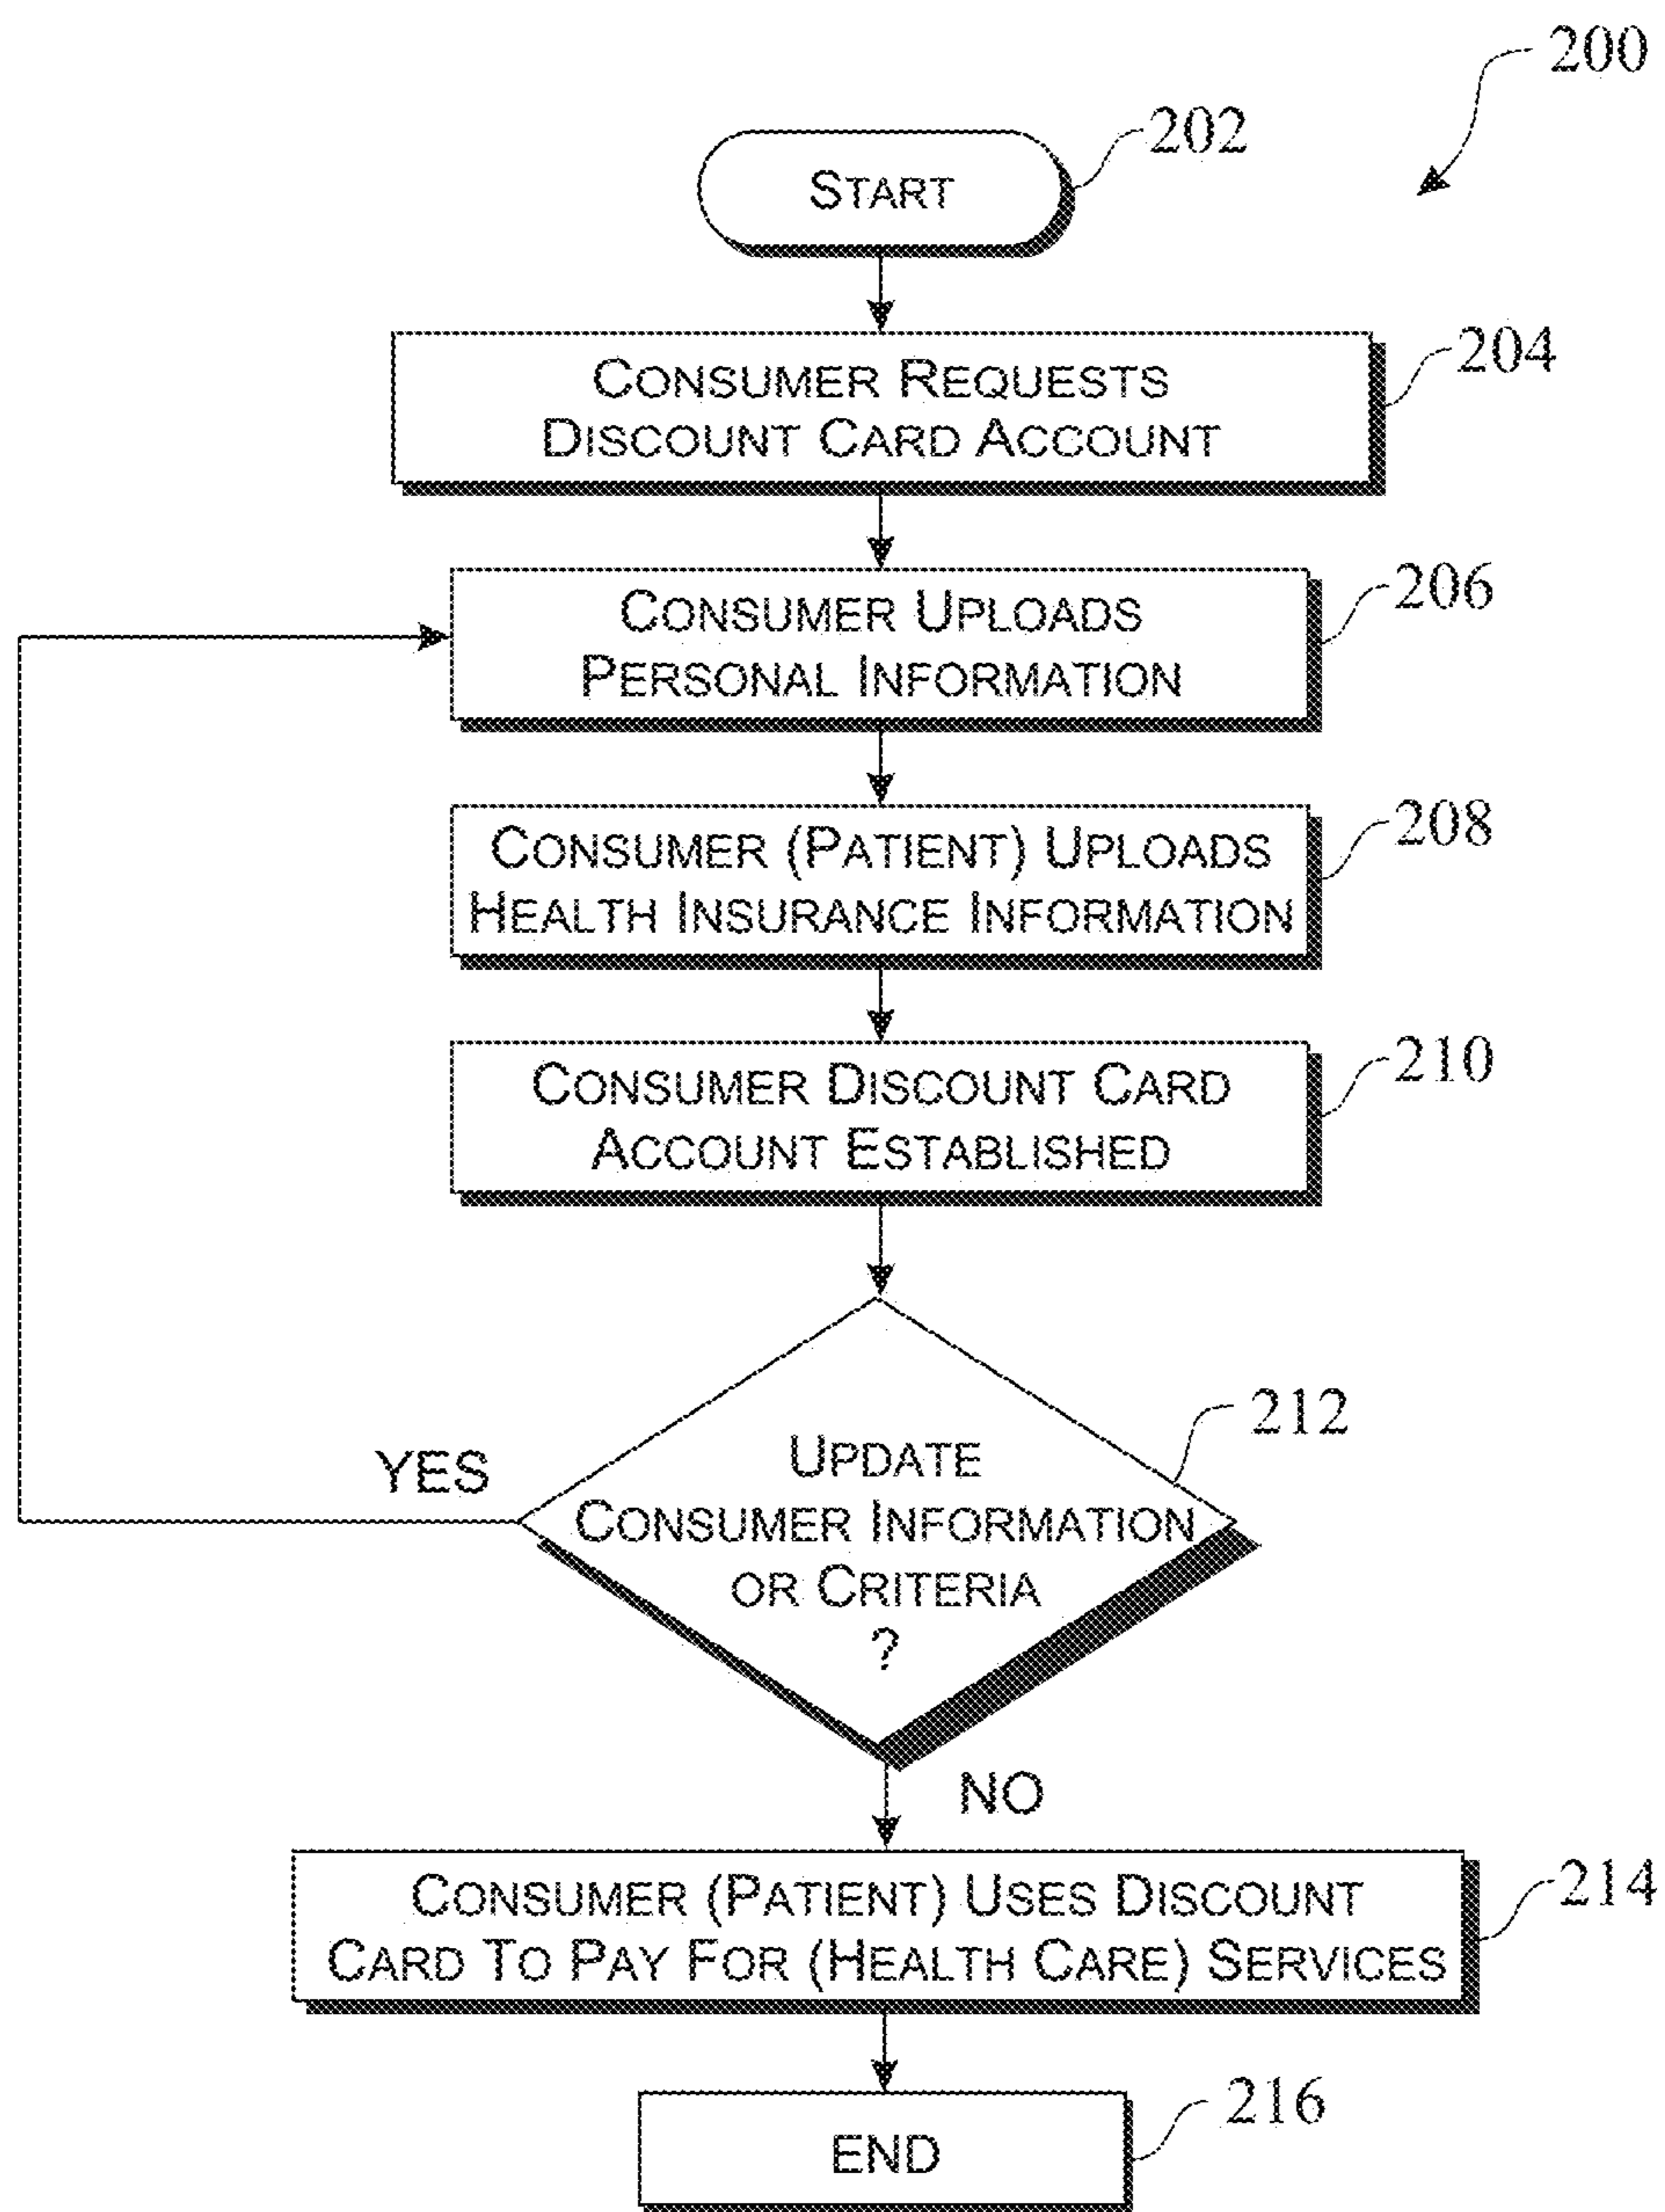 200
202
START
204
CONSUMER REQUESTS
DISCOUNT CARD ACCOUNT
206
CONSUMER UPLOADS
PERSONAL INFORMATION
208
CONSUMER (PATIENT) UPLOADS
HEALTH INSURANCE INFORMATION
210
CONSUMER DISCOUNT CARD
ACCOUNT ESTABLISHED
212
YES
UPDATE
CONSUMER INFORMATION
OR CRITERIA
?
NO
214
CONSUMER (PATIENT) USES DISCOUNT
CARD TO PAY FOR (HEALTH CARE) SERVICES
216
END